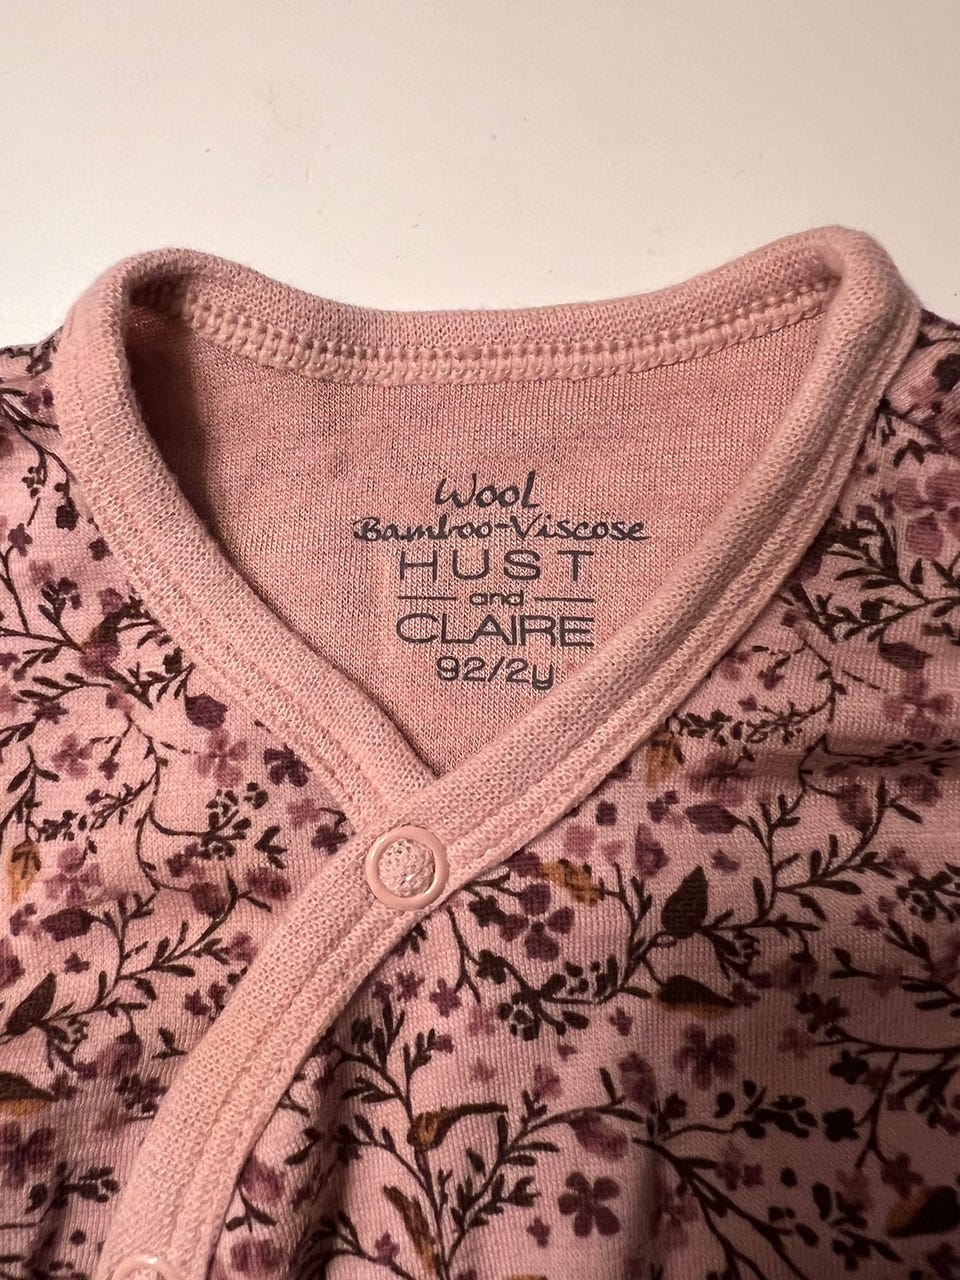 Wool
Bamboo-Viscose
HUST
and
CLAIRE
92/2y